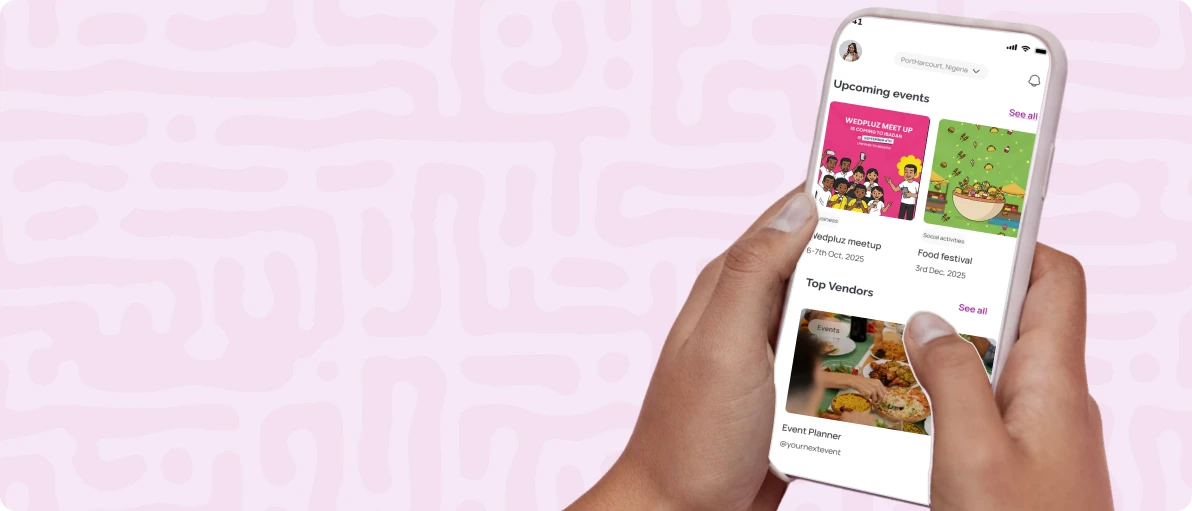 41
PortHarcourt, Nigeria
Upcoming events
See all
WEDPLUZ MEET UP
IS COMING TO IBADAN
Social activities
Wedpluz meetup
6-7th Oct, 2025
Food festival
3rd Dec, 2025
Top Vendors
See all
Events
Event Planner
@yournextevent